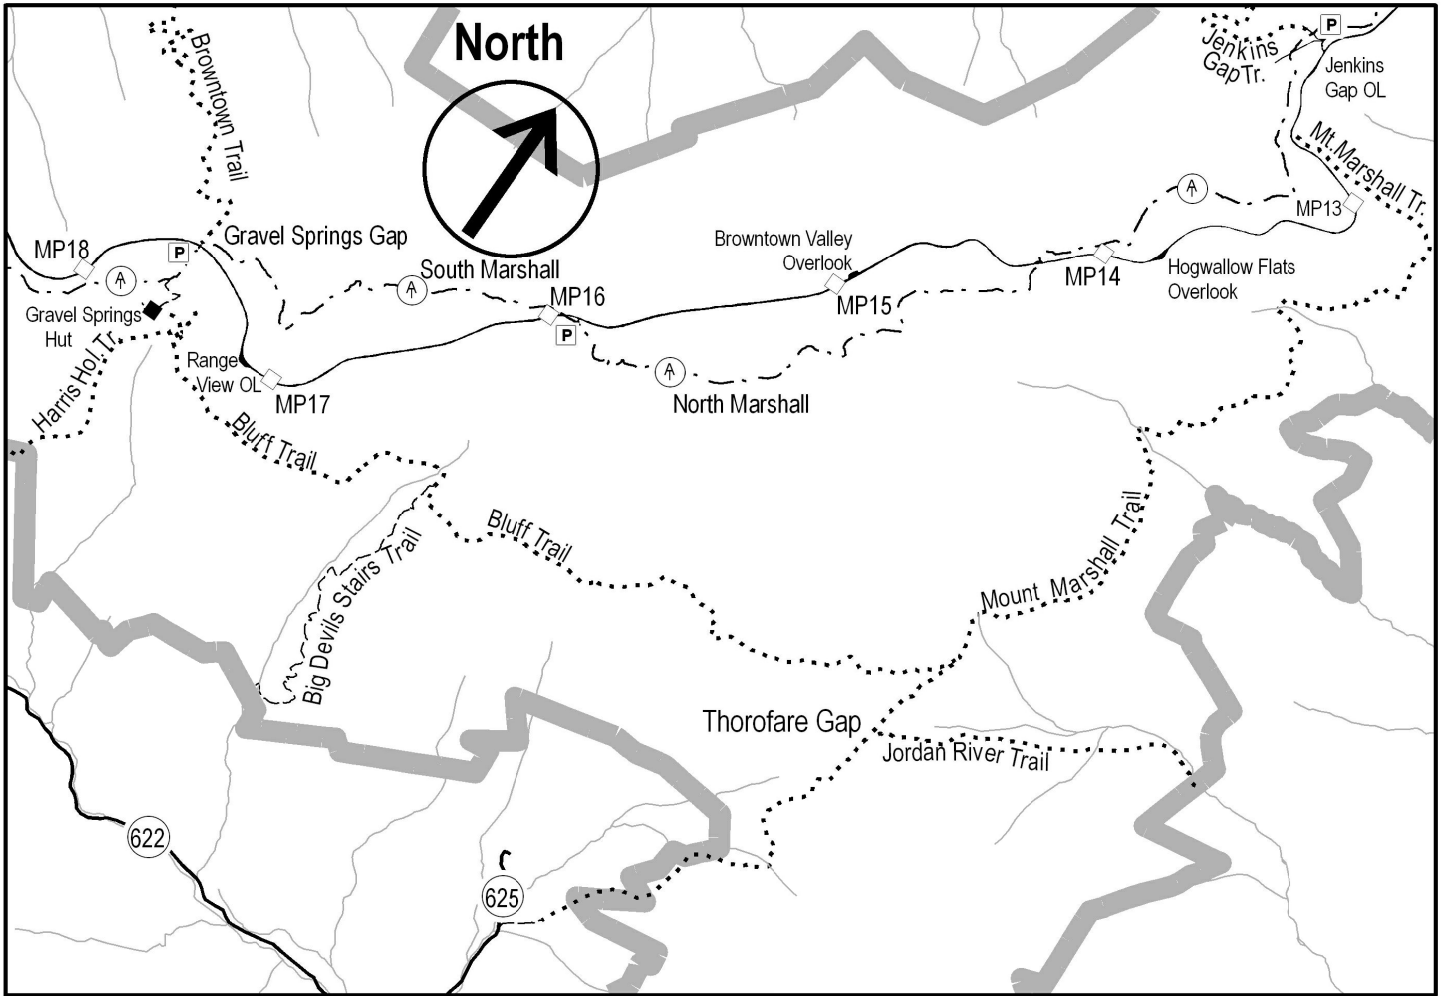 North
Browntown Trail
P
Jenkins
Gap Tr.
Jenkins
Gap OL
Mt.Marshall Tr.
MP13
MP18
P
Gravel Springs Gap
South Marshall
MP16
P
Browntown Valley
Overlook
MP15
MP14
Hogwallow Flats
Overlook
A
A
A
A
Gravel Springs
Hut
Harris Hol.Tr.
Range
View OL
MP17
North Marshall
Bluff Trail
Big Devils Stairs Trail
Bluff Trail
Mount Marshall Trail
Thorofare Gap
Jordan River Trail
622
625